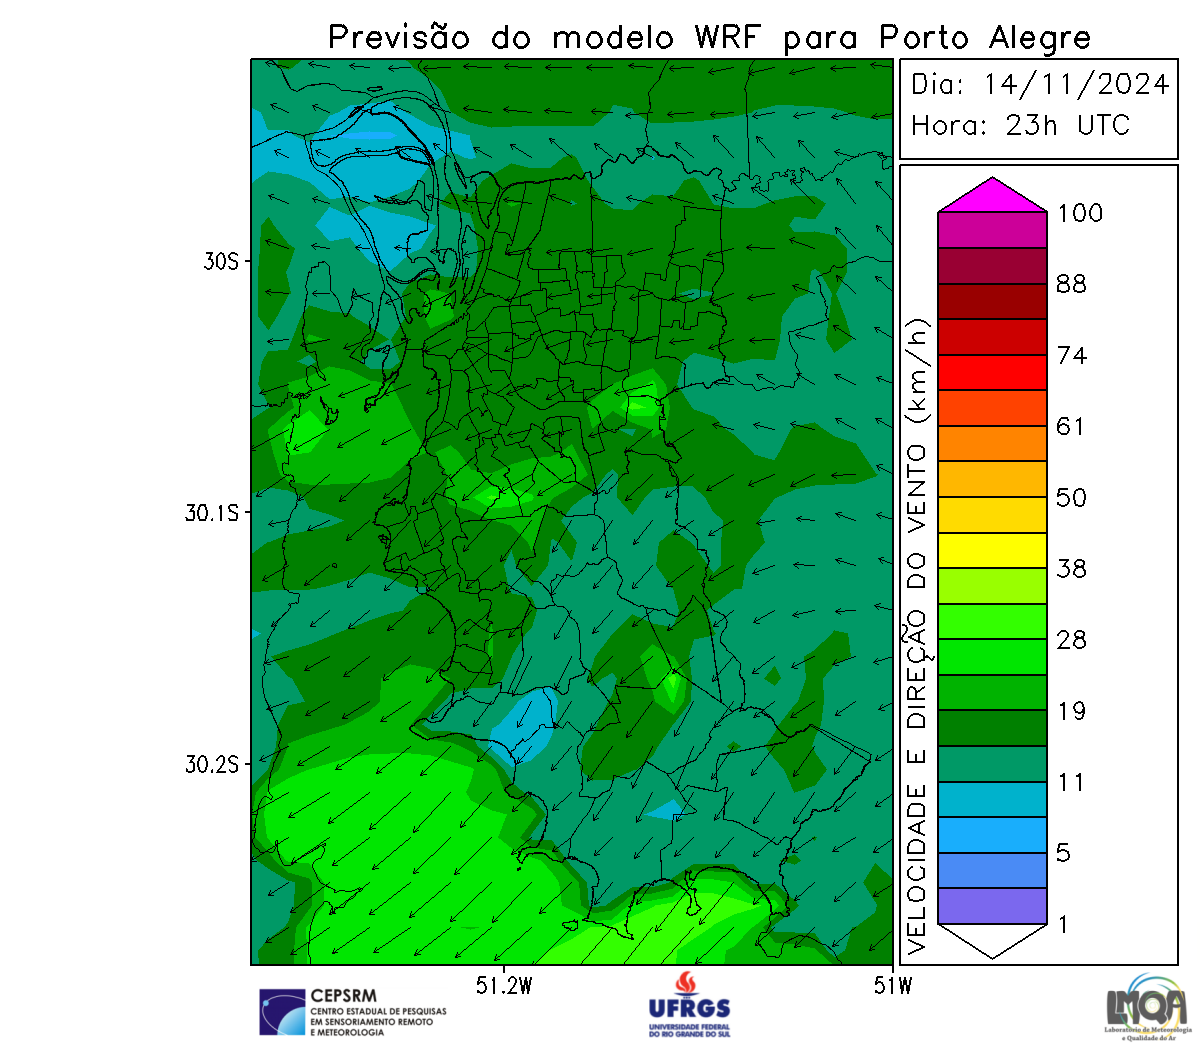 Previsão do modelo WRF para Porto Alegre
Dia: 14/11/2024
Hora: 23h UTC
VELOCIDADE E DIREÇÃO DO VENTO (km/h)
100
88
74
61
50
38
28
19
11
5
1
30S
30.1S
30.2S
51.2W
51W
CEPSRM
CENTRO ESTADUAL DE PESQUISAS
EM SENSORIAMENTO REMOTO
E METEOROLOGIA
UFRGS
UNIVERSIDADE FEDERAL
DO RIO GRANDE DO SUL
LMQA
Laboratório de Meteorologia
e Qualidade do Ar